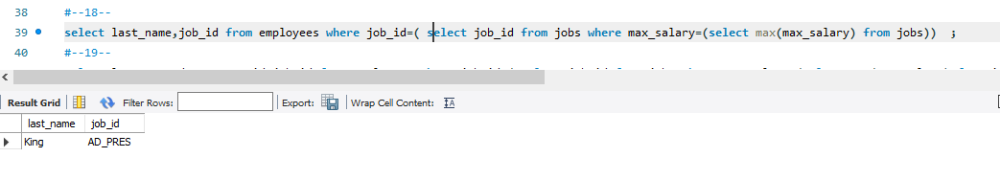 38 #--18--
39 select last_name,job_id from employees where job_id=( select job_id from jobs where max_salary=(select max(max_salary) from jobs))  ;
40 #--19--
Result Grid Filter Rows: Export: Wrap Cell Content:
last_name job_id
King AD_PRES